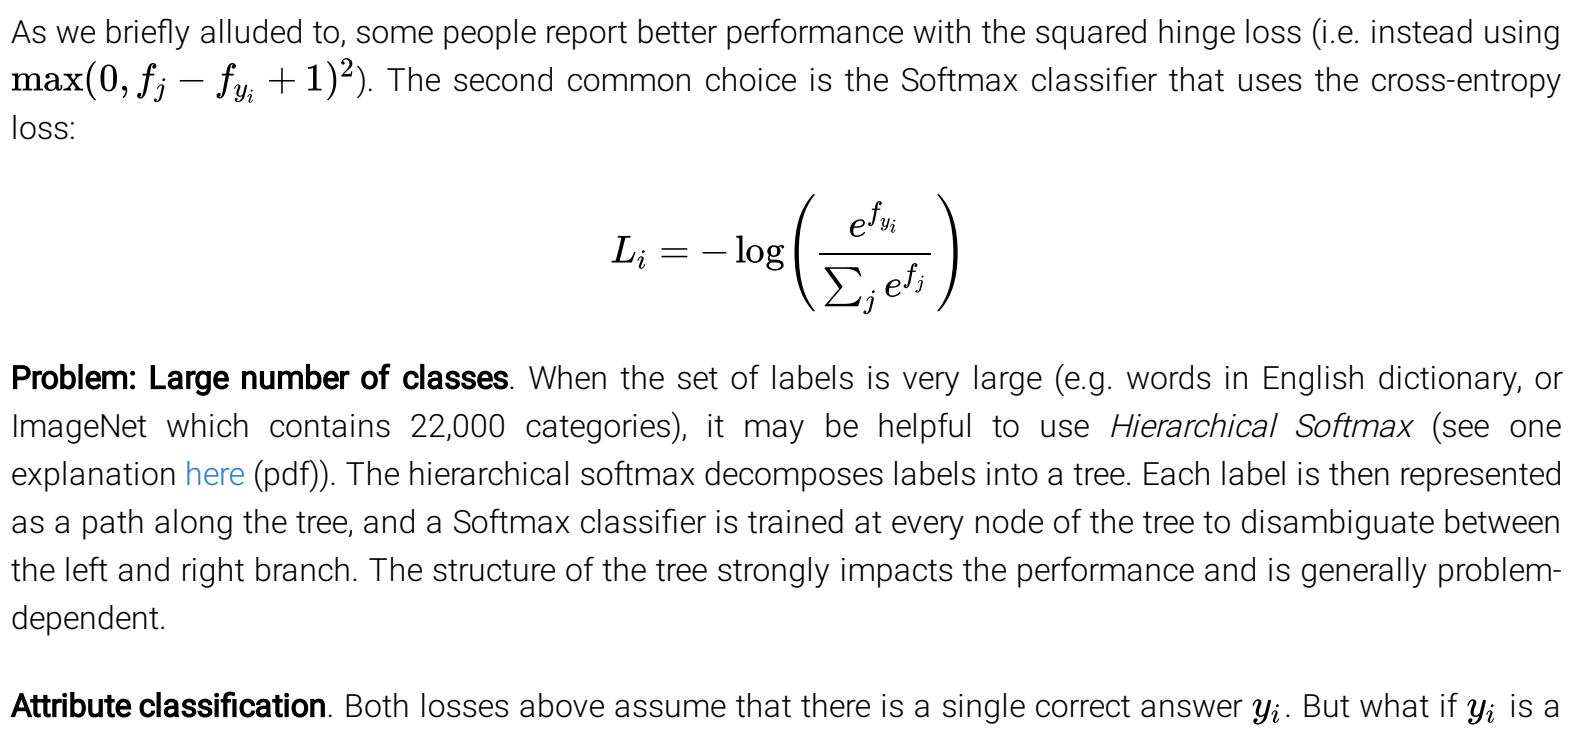 As we briefly alluded to, some people report better performance with the squared hinge loss (i.e. instead using
max(0, f_j − f_{y_i} + 1)²). The second common choice is the Softmax classifier that uses the cross-entropy
loss:
L_i = − log( e^{f_{y_i}} / ∑_j e^{f_j} )
Problem: Large number of classes. When the set of labels is very large (e.g. words in English dictionary, or
ImageNet which contains 22,000 categories), it may be helpful to use Hierarchical Softmax (see one
explanation here (pdf)). The hierarchical softmax decomposes labels into a tree. Each label is then represented
as a path along the tree, and a Softmax classifier is trained at every node of the tree to disambiguate between
the left and right branch. The structure of the tree strongly impacts the performance and is generally problem-
dependent.
Attribute classification. Both losses above assume that there is a single correct answer y_i. But what if y_i is a